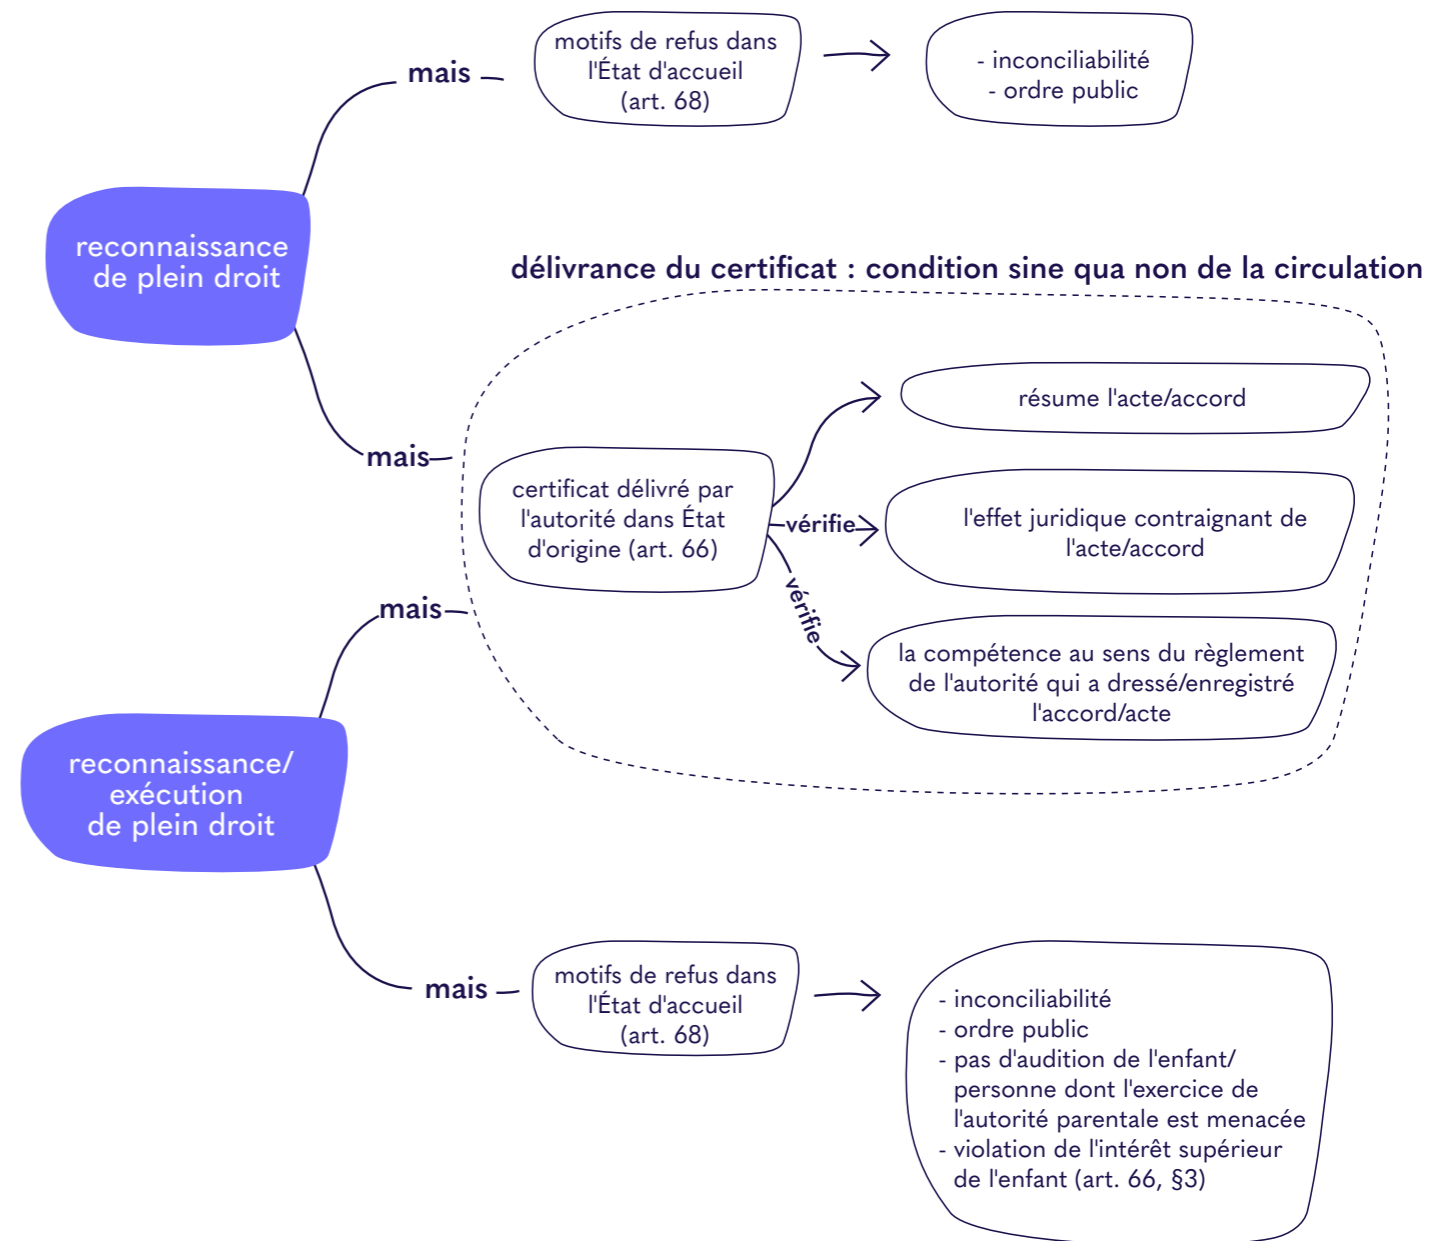 mais
motifs de refus dans
l'État d'accueil
(art. 68)
- inconciliabilité
- ordre public
reconnaissance
de plein droit
délivrance du certificat : condition sine qua non de la circulation
mais
certificat délivré par
l'autorité dans État
d'origine (art. 66)
résume l'acte/accord
vérifie
l'effet juridique contraignant de
l'acte/accord
vérifie
la compétence au sens du règlement
de l'autorité qui a dressé/enregistré
l'accord/acte
mais
reconnaissance/
exécution
de plein droit
mais
motifs de refus dans
l'État d'accueil
(art. 68)
- inconciliabilité
- ordre public
- pas d'audition de l'enfant/
personne dont l'exercice de
l'autorité parentale est menacée
- violation de l'intérêt supérieur
de l'enfant (art. 66, §3)